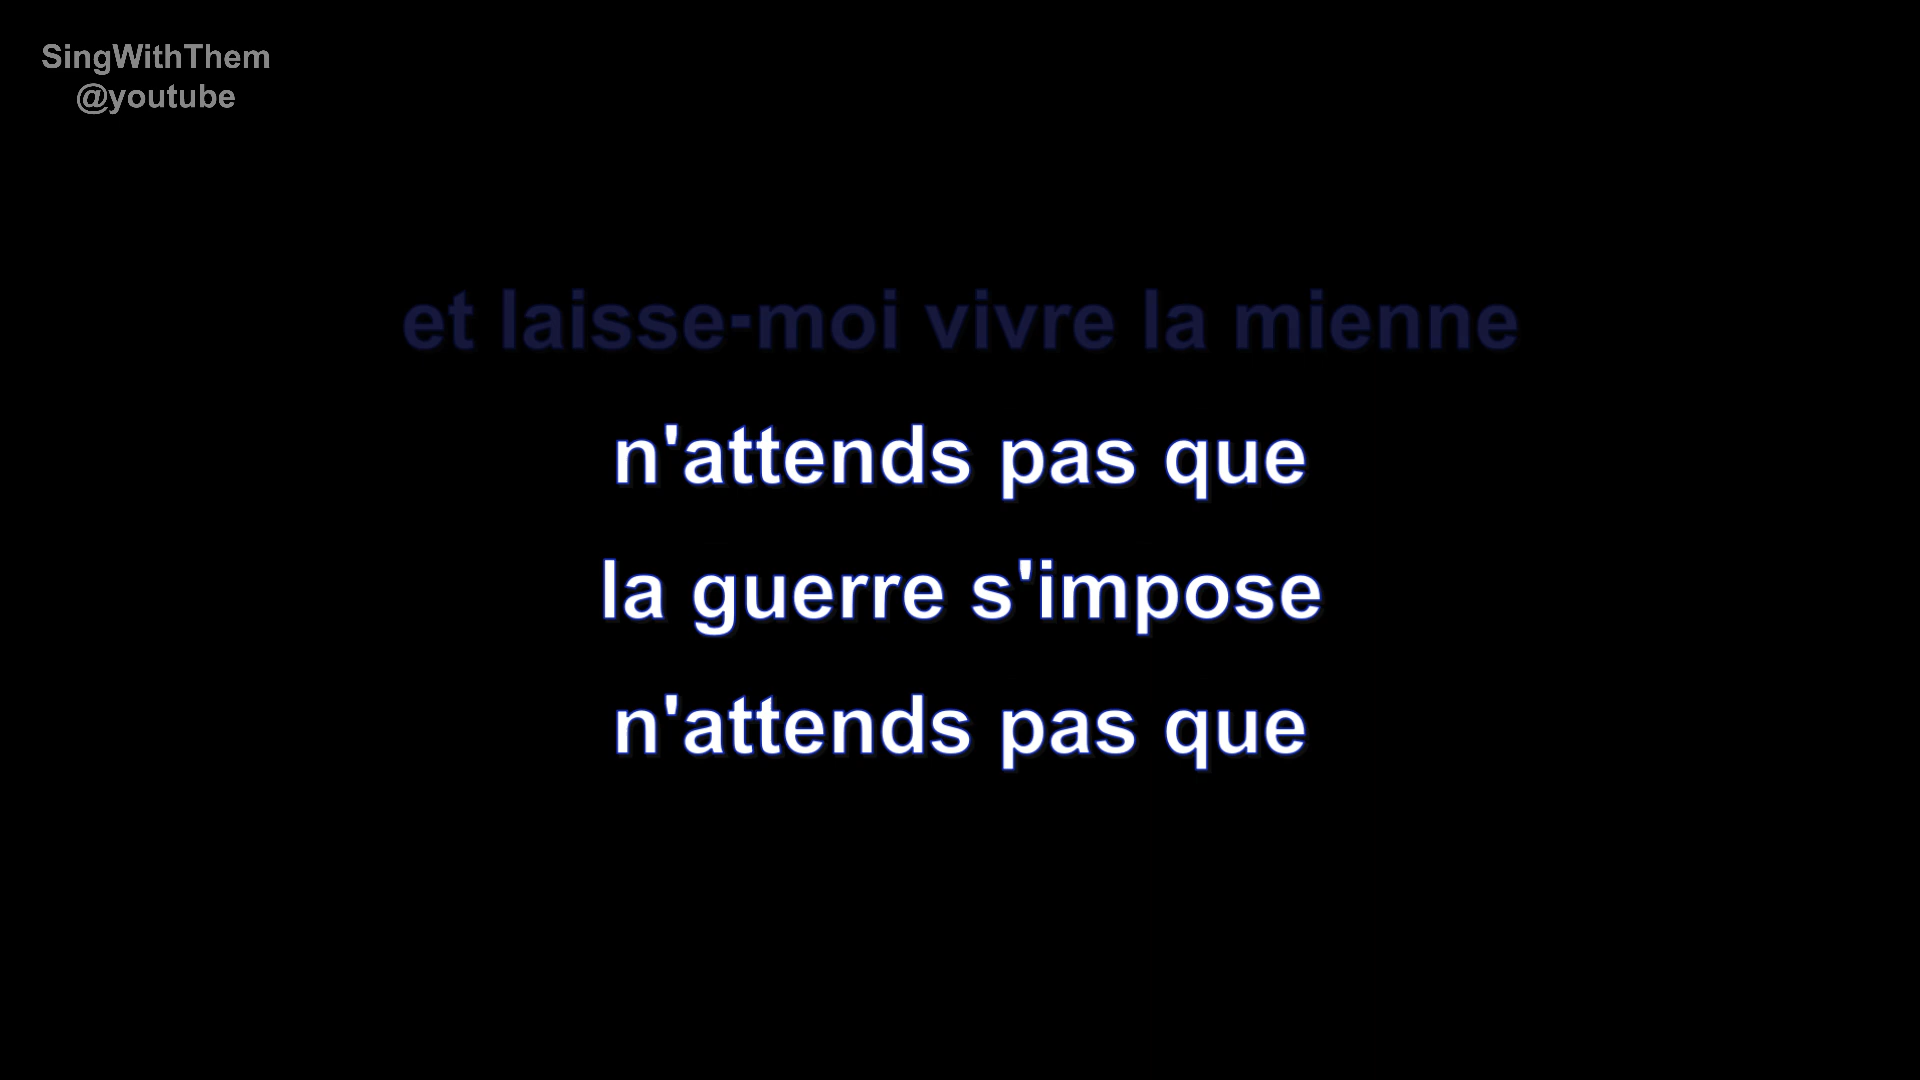 SingWithThem
@youtube
et laisse-moi vivre la mienne
n'attends pas que
la guerre s'impose
n'attends pas que